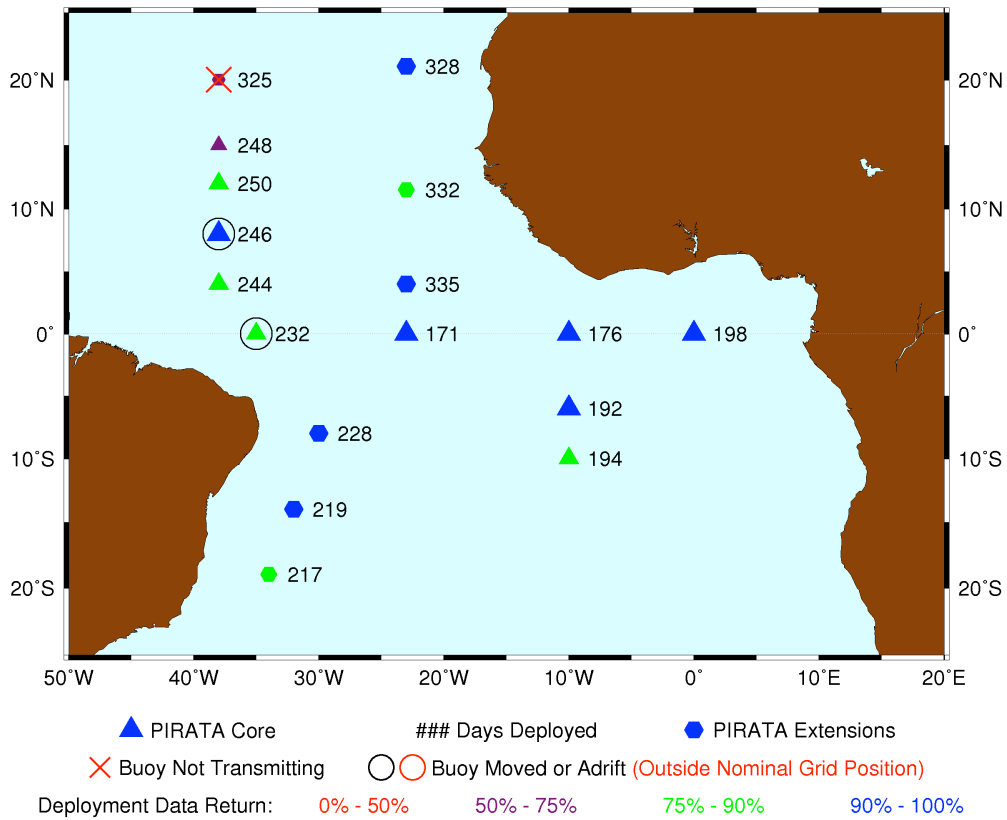 328
20°N 325 20°N
248
250
332
10°N 10°N
246
244 335
0° 232 171 176 198 0°
192
228
10°S 194 10°S
219
217
20°S 20°S
50°W 40°W 30°W 20°W 10°W 0° 10°E 20°E
PIRATA Core ### Days Deployed PIRATA Extensions
Buoy Not Transmitting Buoy Moved or Adrift (Outside Nominal Grid Position)
Deployment Data Return: 0% - 50% 50% - 75% 75% - 90% 90% - 100%